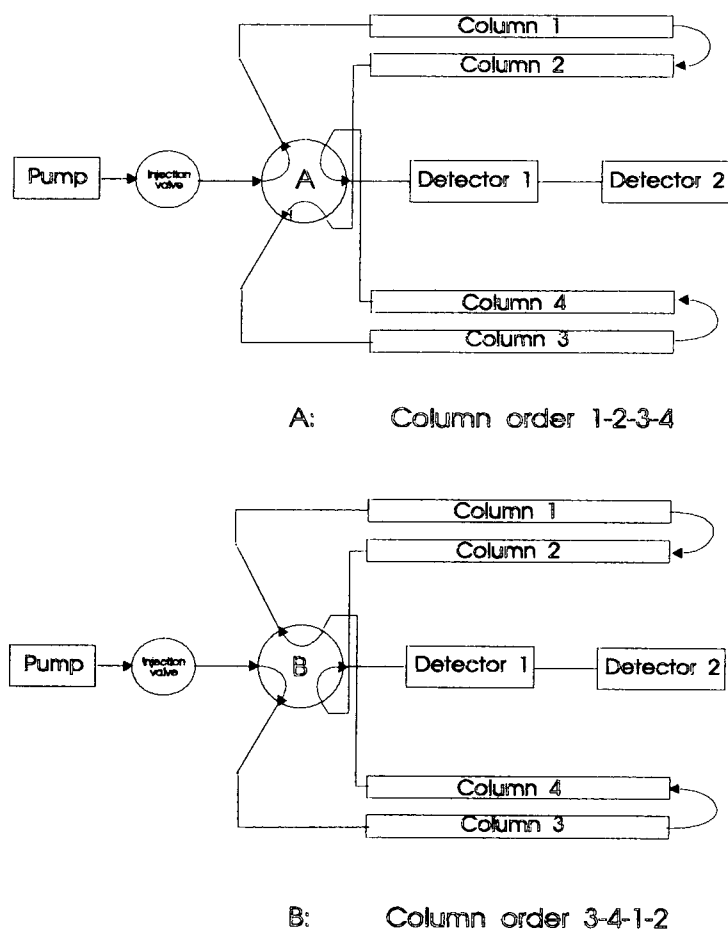 Column 1
Column 2
Pump
Injection valve
A
Detector 1
Detector 2
Column 4
Column 3
A: Column order 1-2-3-4
Column 1
Column 2
Pump
Injection valve
B
Detector 1
Detector 2
Column 4
Column 3
B: Column order 3-4-1-2